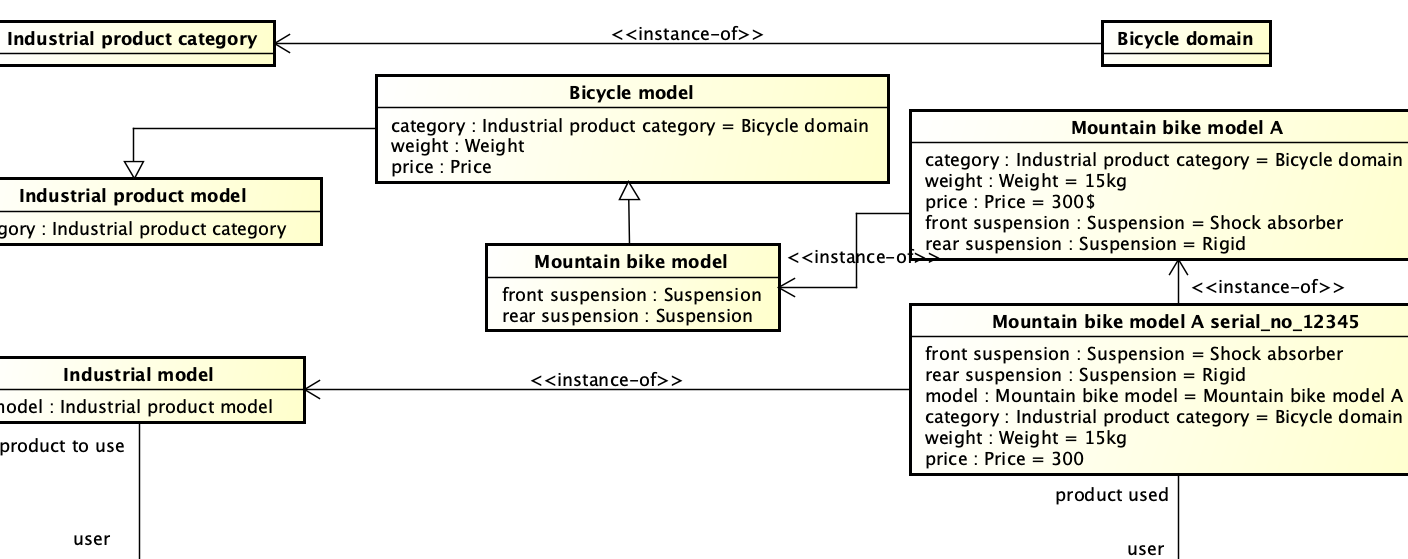 Industrial product category
<<instance-of>>
Bicycle domain
Bicycle model
category : Industrial product category = Bicycle domain
weight : Weight
price : Price
Mountain bike model A
category : Industrial product category = Bicycle domain
weight : Weight = 15kg
price : Price = 300$
front suspension : Suspension = Shock absorber
rear suspension : Suspension = Rigid
Industrial product model
gory : Industrial product category
Mountain bike model
front suspension : Suspension
rear suspension : Suspension
<<instance-of>>
<<instance-of>>
Mountain bike model A serial_no_12345
front suspension : Suspension = Shock absorber
rear suspension : Suspension = Rigid
model : Mountain bike model = Mountain bike model A
category : Industrial product category = Bicycle domain
weight : Weight = 15kg
price : Price = 300
Industrial model
model : Industrial product model
<<instance-of>>
product to use
user
product used
user